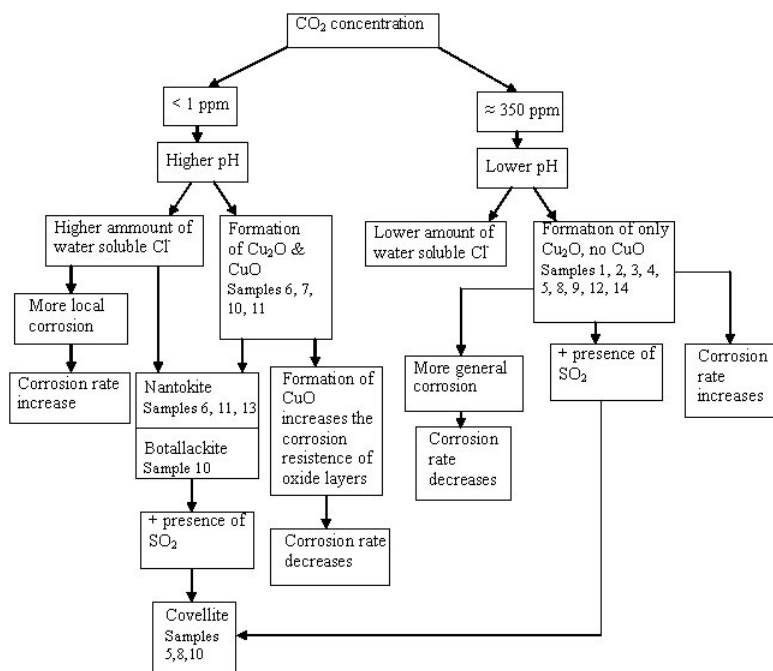 CO₂ concentration
< 1 ppm
≈ 350 ppm
Higher pH
Lower pH
Higher ammount of
water soluble Cl⁻
Formation
of Cu₂O &
CuO
Samples 6, 7,
10, 11
Lower amount of
water soluble Cl⁻
Formation of only
Cu₂O, no CuO
Samples 1, 2, 3, 4,
5, 8, 9, 12, 14
More local
corrosion
Corrosion rate
increase
Nantokite
Samples 6, 11, 13
Botallackite
Sample 10
Formation of
CuO
increases the
corrosion
resistence of
oxide layers
More general
corrosion
+ presence of
SO₂
Corrosion
rate
increases
Corrosion
rate
decreases
+ presence of
SO₂
Corrosion rate
decreases
Covellite
Samples
5,8,10